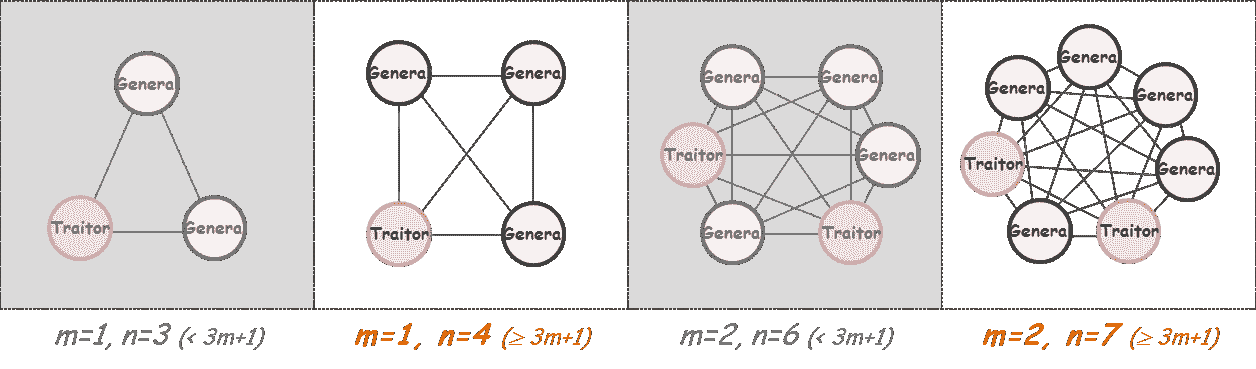 Genera
Traitor
Genera
m=1, n=3 (< 3m+1)
Genera
Genera
Traitor
Genera
m=1, n=4 (≥ 3m+1)
Genera
Genera
Traitor
Genera
Genera
Traitor
m=2, n=6 (< 3m+1)
Genera
Genera
Genera
Traitor
Genera
Genera
Traitor
m=2, n=7 (≥ 3m+1)